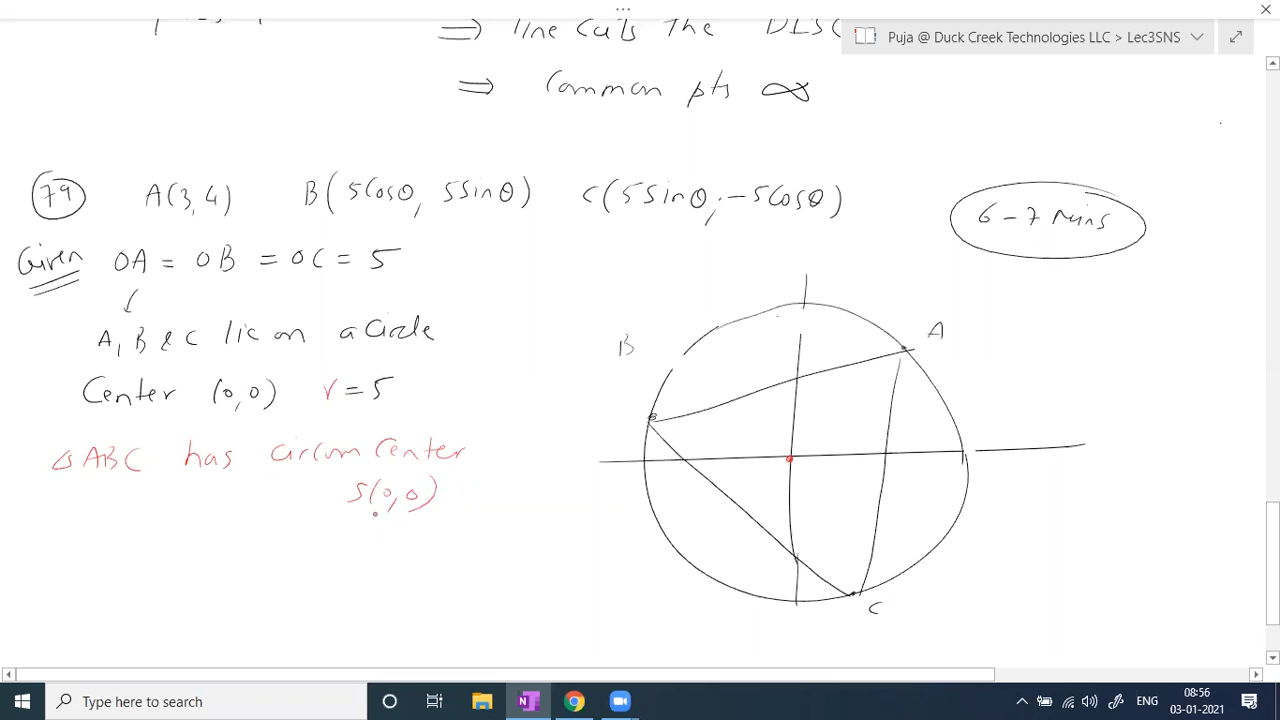 Puja @ Duck Creek Technologies LLC > Lec3SNS
⇒ line cuts the DISC
⇒ Common pts ∞
79 A(3,4) B(5Cosθ, 5Sinθ) C(5Sinθ, -5Cosθ)
6-7 Mins
Given OA = OB = OC = 5
A, B & C lie on a Circle
Center (0,0) r = 5
△ABC has circum Center
S(0,0)
A
B
C
Type here to search
ENG
08:56
03-01-2021